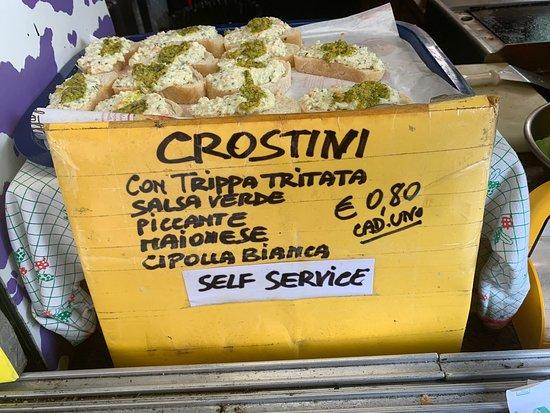 CROSTINI
CON TRIPPA TRITATA
SALSA VERDE
PICCANTE
MAIONESE
CIPOLLA BIANCA
€ 0,80
CAD.UNO
SELF SERVICE